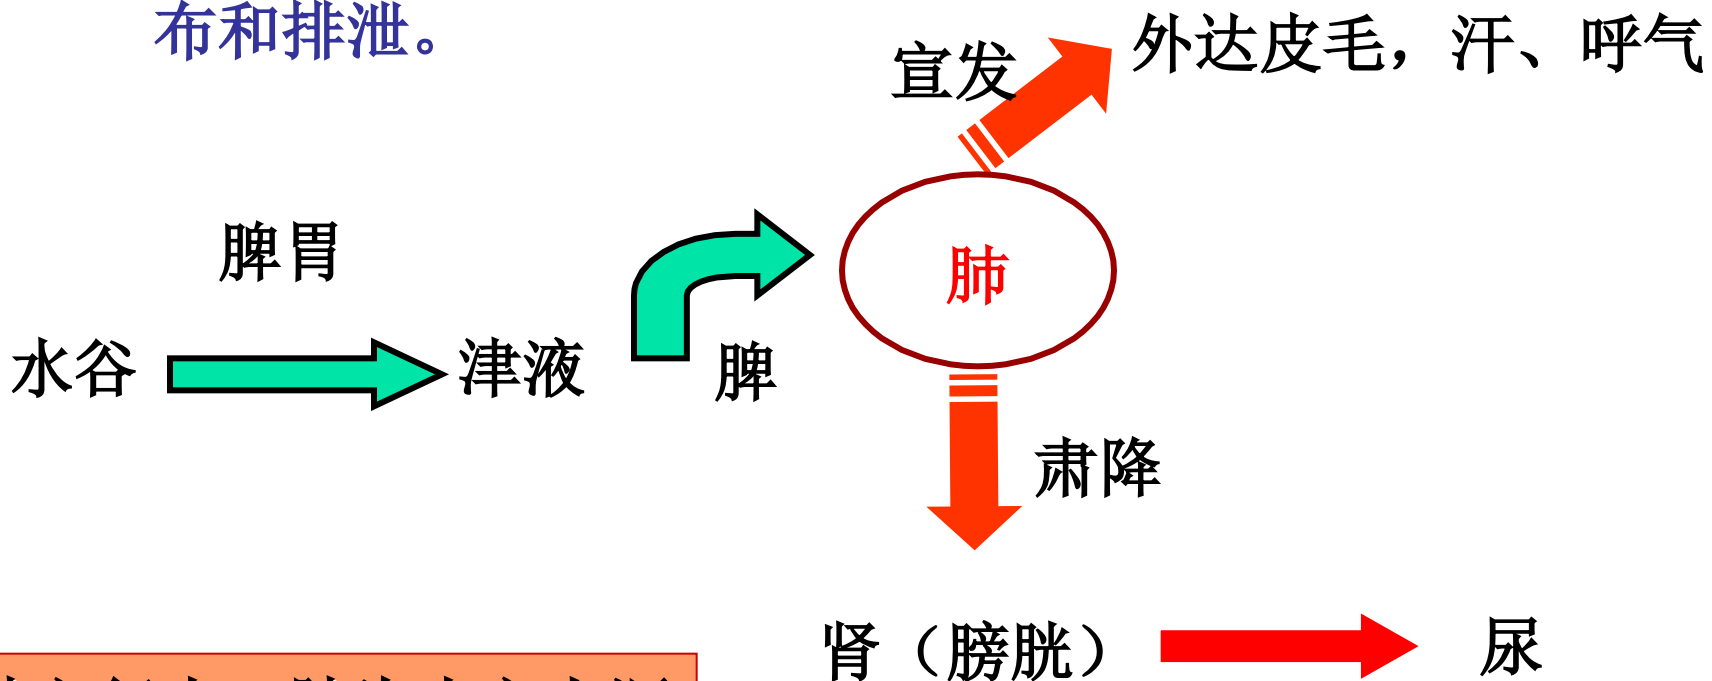 布和排泄。
宣发
外达皮毛，汗、呼气
脾胃
肺
水谷
津液
脾
肃降
肾（膀胱）
尿